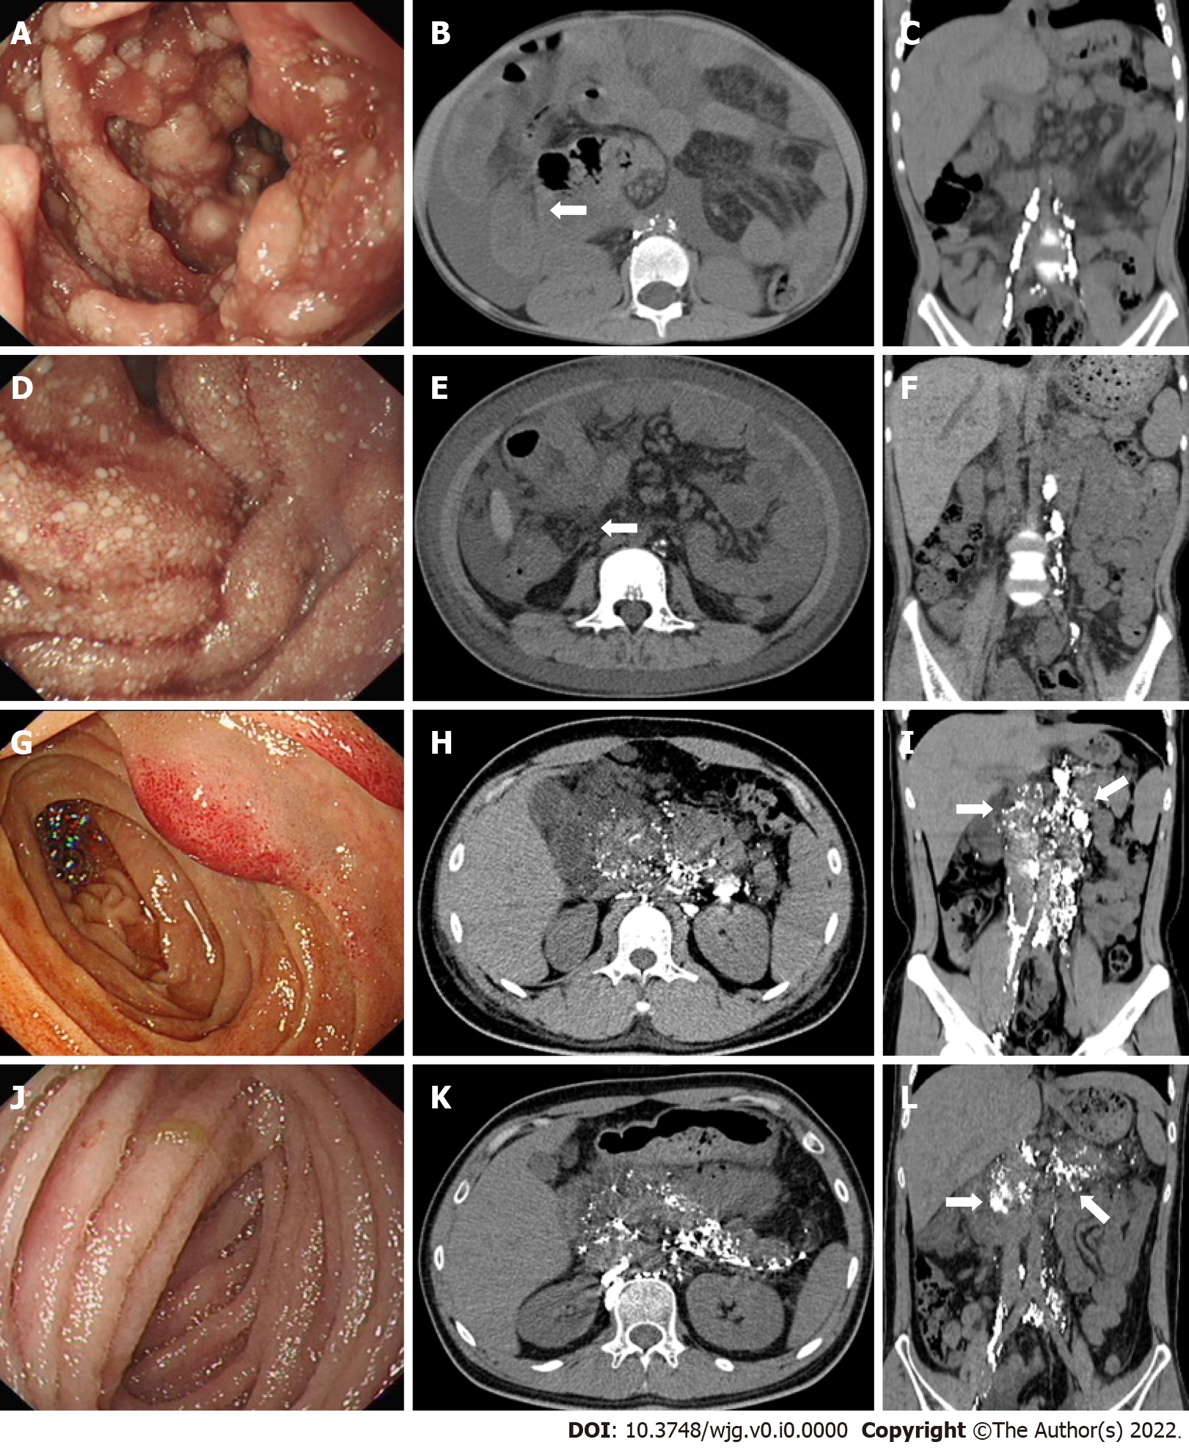 A
B
C
D
E
F
G
H
I
J
K
L
DOI: 10.3748/wjg.v0.i0.0000 Copyright ©The Author(s) 2022.